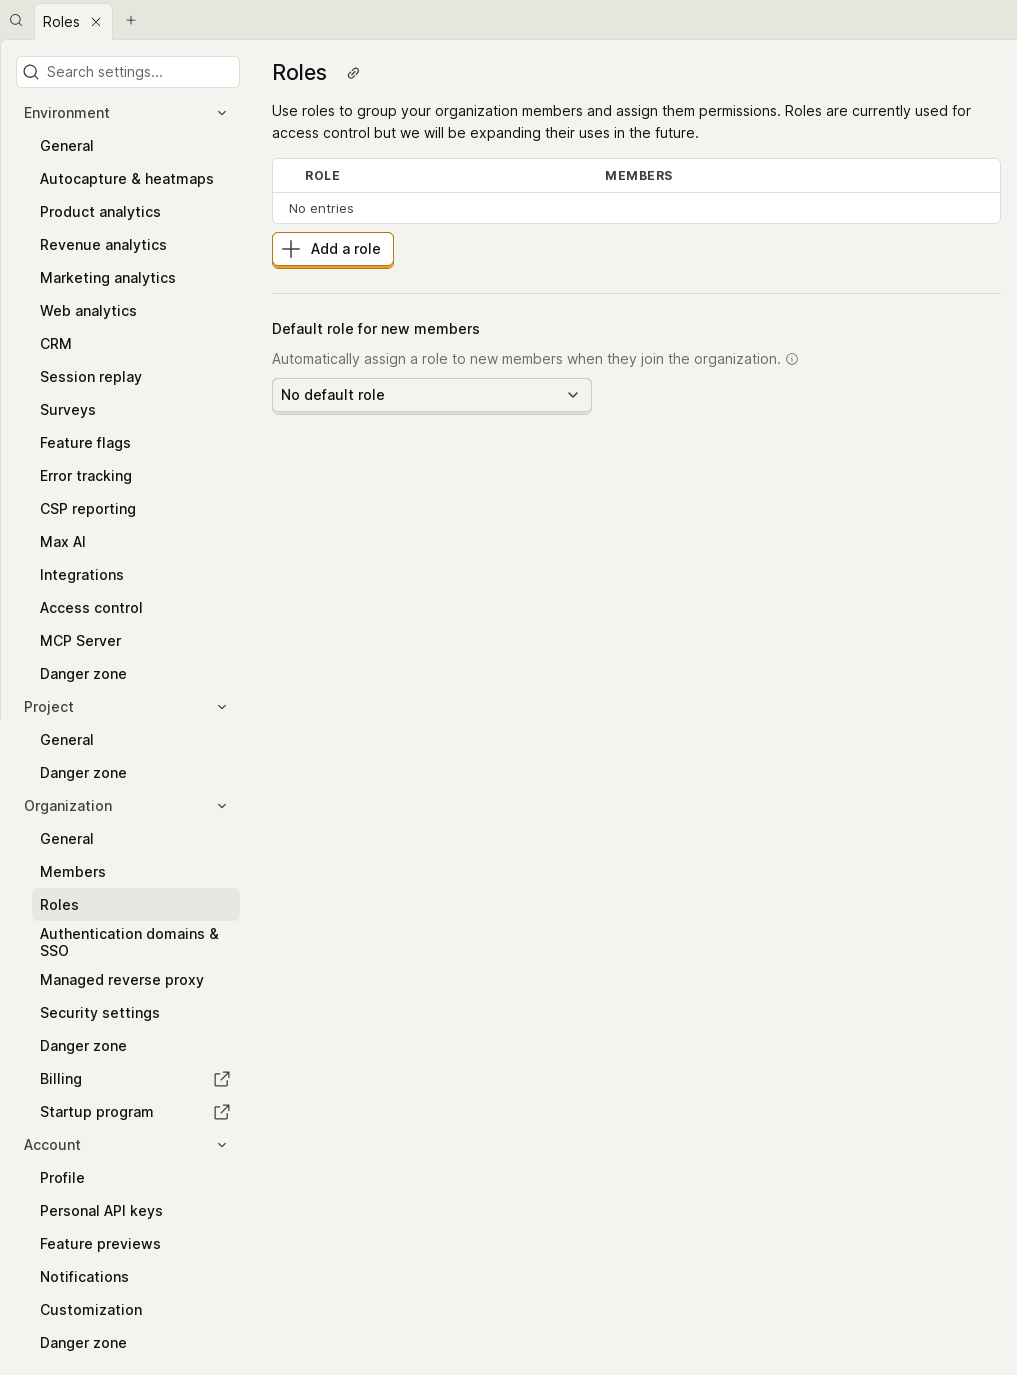 Roles
Search settings...
Environment
General
Autocapture & heatmaps
Product analytics
Revenue analytics
Marketing analytics
Web analytics
CRM
Session replay
Surveys
Feature flags
Error tracking
CSP reporting
Max AI
Integrations
Access control
MCP Server
Danger zone
Project
General
Danger zone
Organization
General
Members
Roles
Authentication domains &
SSO
Managed reverse proxy
Security settings
Danger zone
Billing
Startup program
Account
Profile
Personal API keys
Feature previews
Notifications
Customization
Danger zone
Roles
Use roles to group your organization members and assign them permissions. Roles are currently used for
access control but we will be expanding their uses in the future.
ROLE MEMBERS
No entries
Add a role
Default role for new members
Automatically assign a role to new members when they join the organization.
No default role